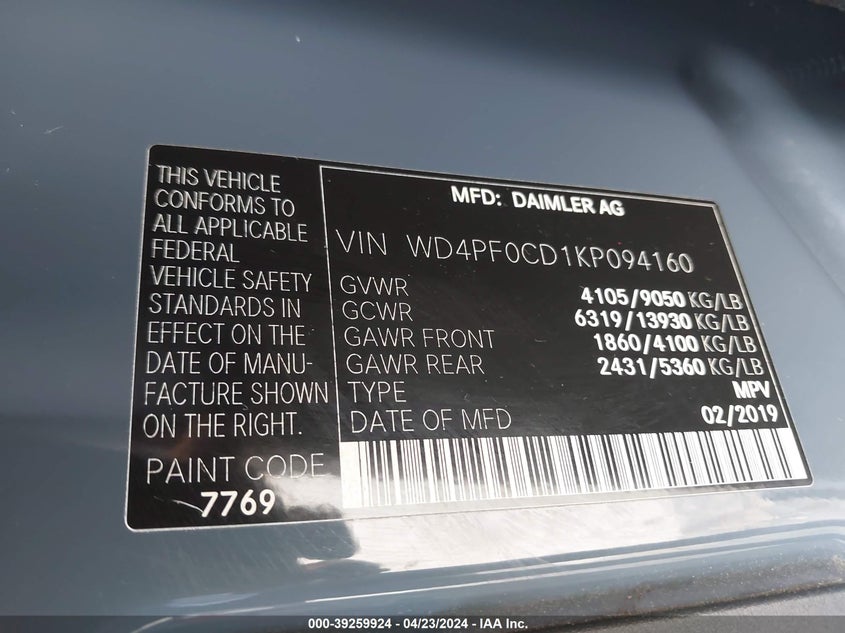 THIS VEHICLE
CONFORMS TO
ALL APPLICABLE
FEDERAL
VEHICLE SAFETY
STANDARDS IN
EFFECT ON THE
DATE OF MANU-
FACTURE SHOWN
ON THE RIGHT.
PAINT CODE
7769
MFD: DAIMLER AG
VIN WD4PF0CD1KP094160
GVWR 4105/9050 KG/LB
GCWR 6319/13930 KG/LB
GAWR FRONT 1860/4100 KG/LB
GAWR REAR 2431/5360 KG/LB
TYPE MPV
DATE OF MFD 02/2019
000-39259924 - 04/23/2024 - IAA Inc.